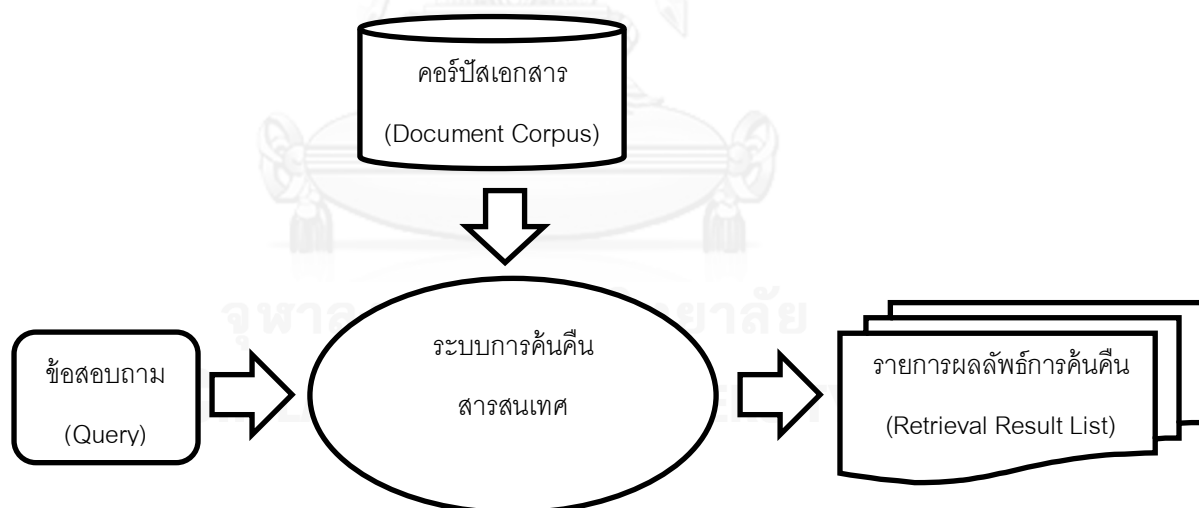 คอร์ปัสเอกสาร
(Document Corpus)
ระบบการค้นคืน
สารสนเทศ
ข้อสอบถาม
(Query)
รายการผลลัพธ์การค้นคืน
(Retrieval Result List)